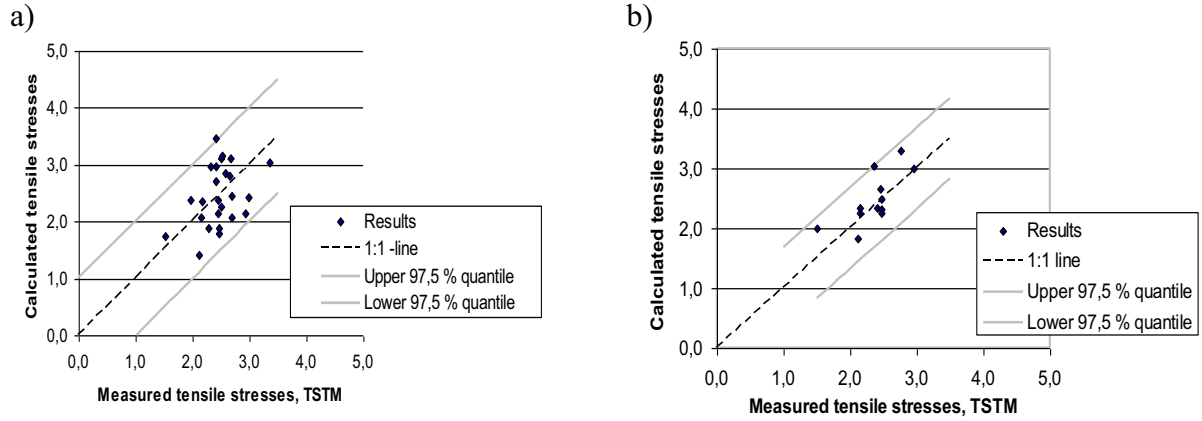 a)
5,0
4,0
3,0
2,0
1,0
0,0
0,0 1,0 2,0 3,0 4,0 5,0
Calculated tensile stresses
Measured tensile stresses, TSTM
Results
1:1 -line
Upper 97,5 % quantile
Lower 97,5 % quantile
b)
5,0
4,0
3,0
2,0
1,0
0,0
0,0 1,0 2,0 3,0 4,0 5,0
Calculated tensile stresses
Measured tensile stresses, TSTM
Results
1:1 line
Upper 97,5 % quantile
Lower 97,5 % quantile